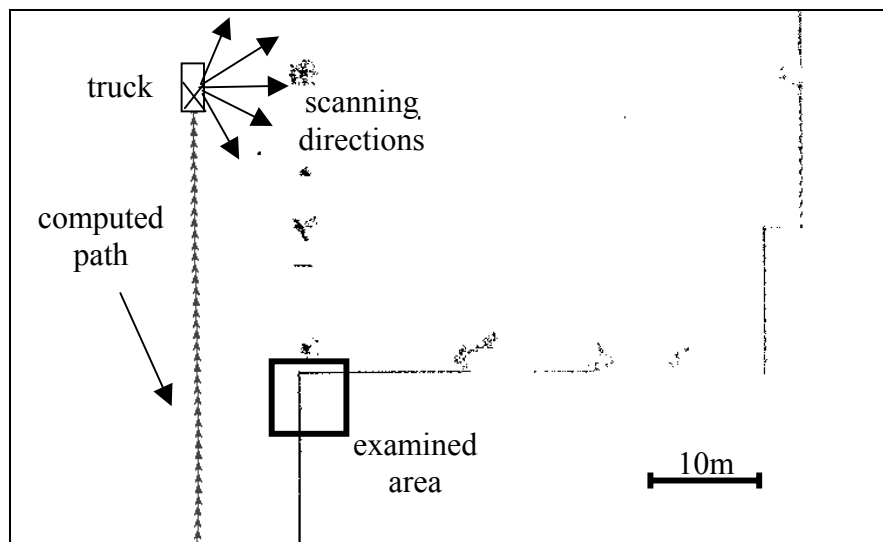 truck
scanning
directions
computed
path
examined
area
10m